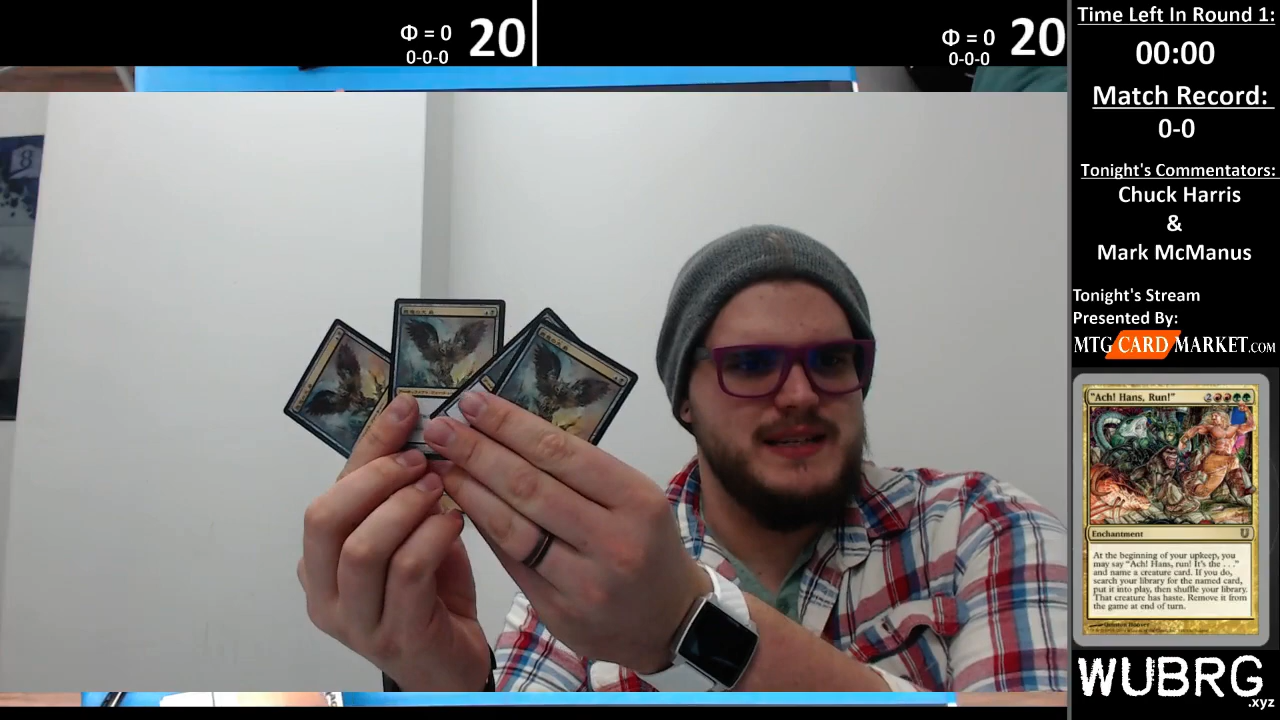 Φ = 0
0-0-0
20
Φ = 0
0-0-0
20
Time Left In Round 1:
00:00
Match Record:
0-0
Tonight's Commentators:
Chuck Harris
&
Mark McManus
Tonight's Stream
Presented By:
MTG CARD MARKET.COM
"Ach! Hans, Run!"
2
Enchantment
At the beginning of your upkeep, you
may say "Ach! Hans, run! It's the . . ."
and name a creature card. If you do,
search your library for the named card,
put it into play, then shuffle your library.
That creature has haste. Remove it from
the game at end of turn.
WUBRG
.xyz